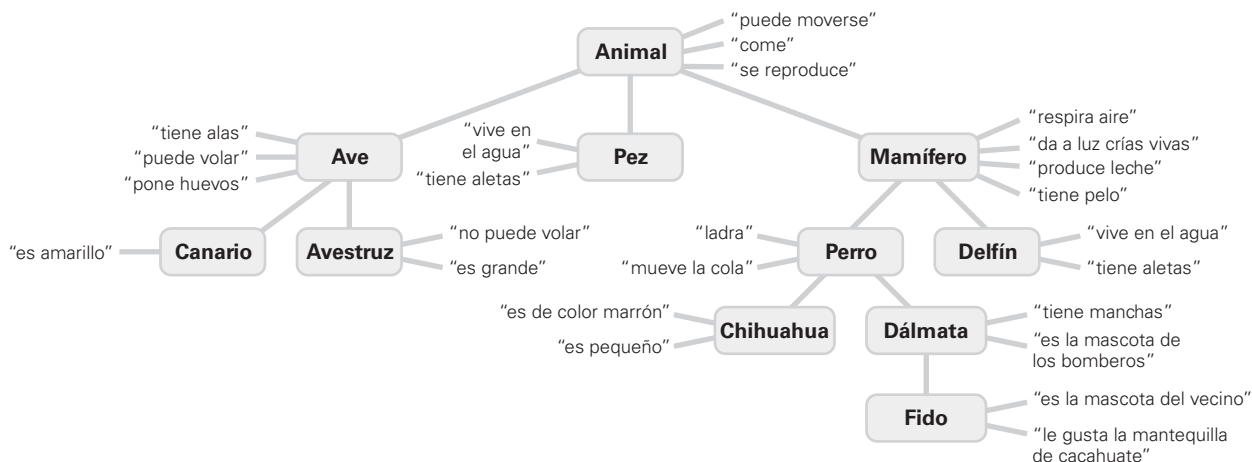 Animal
“puede moverse”
“come”
“se reproduce”
Ave
“tiene alas”
“puede volar”
“pone huevos”
Pez
“vive en
el agua”
“tiene aletas”
Mamífero
“respira aire”
“da a luz crías vivas”
“produce leche”
“tiene pelo”
Canario
“es amarillo”
Avestruz
“no puede volar”
“es grande”
Perro
“ladra”
“mueve la cola”
Delfín
“vive en el agua”
“tiene aletas”
Chihuahua
“es de color marrón”
“es pequeño”
Dálmata
“tiene manchas”
“es la mascota de
los bomberos”
Fido
“es la mascota del vecino”
“le gusta la mantequilla
de cacahuate”